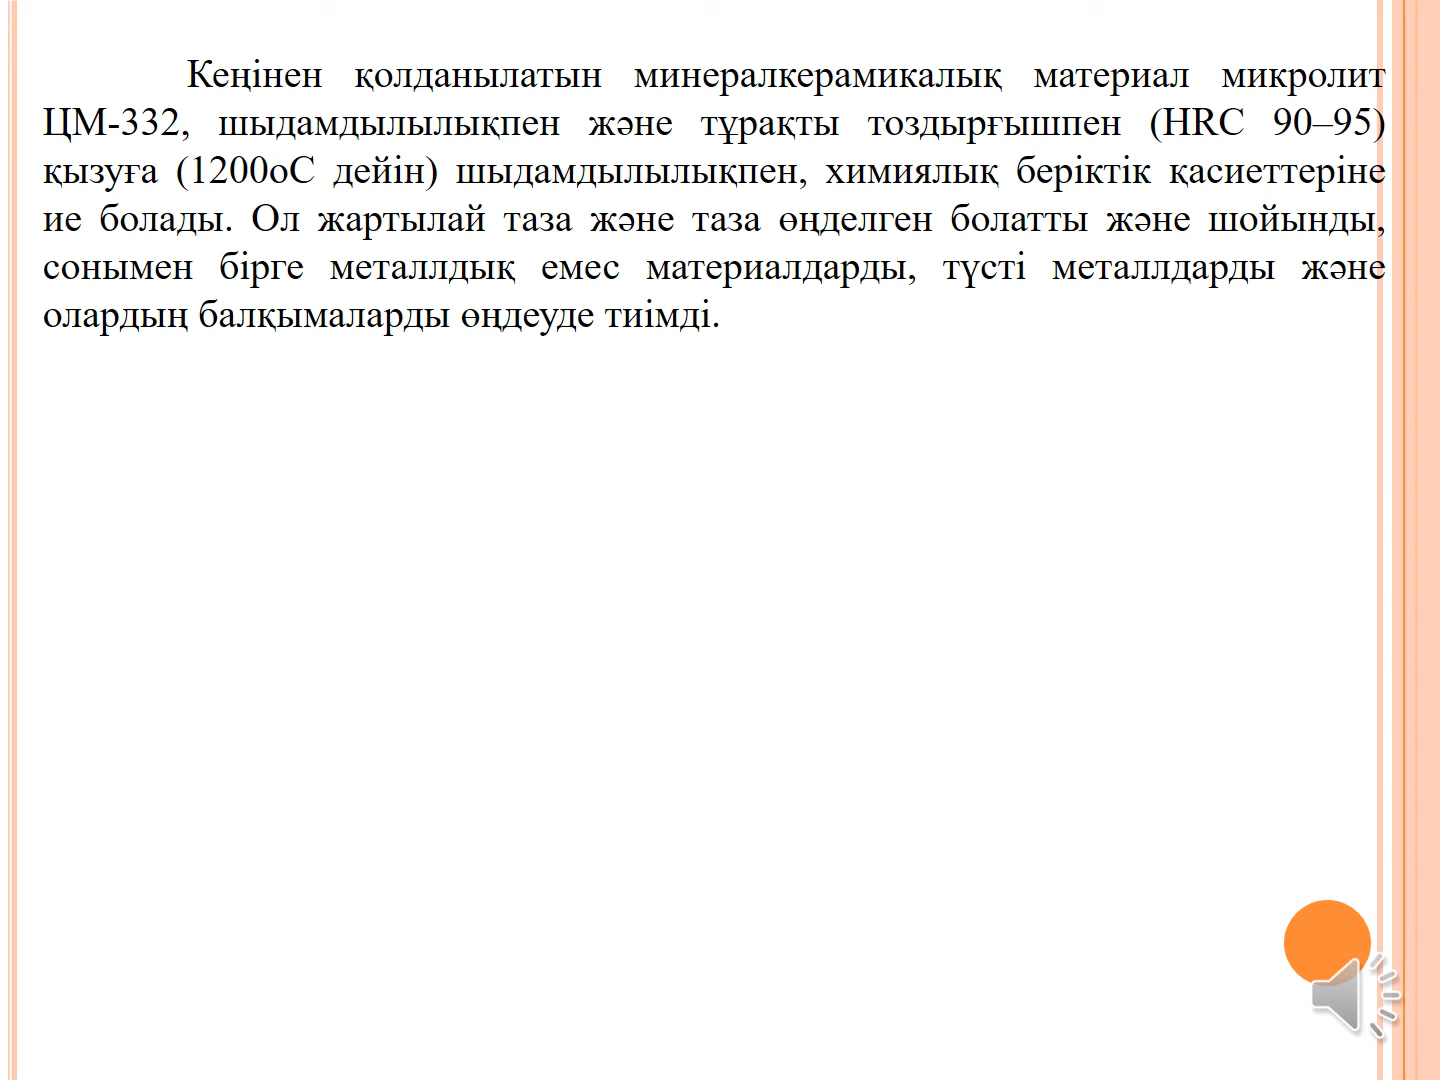 Кеңінен қолданылатын минералкерамикалық материал микролит
ЦМ-332, шыдамдылылықпен және тұрақты тоздырғышпен (HRC 90–95)
қызуға (1200оС дейін) шыдамдылылықпен, химиялық беріктік қасиеттеріне
ие болады. Ол жартылай таза және таза өңделген болатты және шойынды,
сонымен бірге металлдық емес материалдарды, түсті металлдарды және
олардың балқымаларды өңдеуде тиімді.